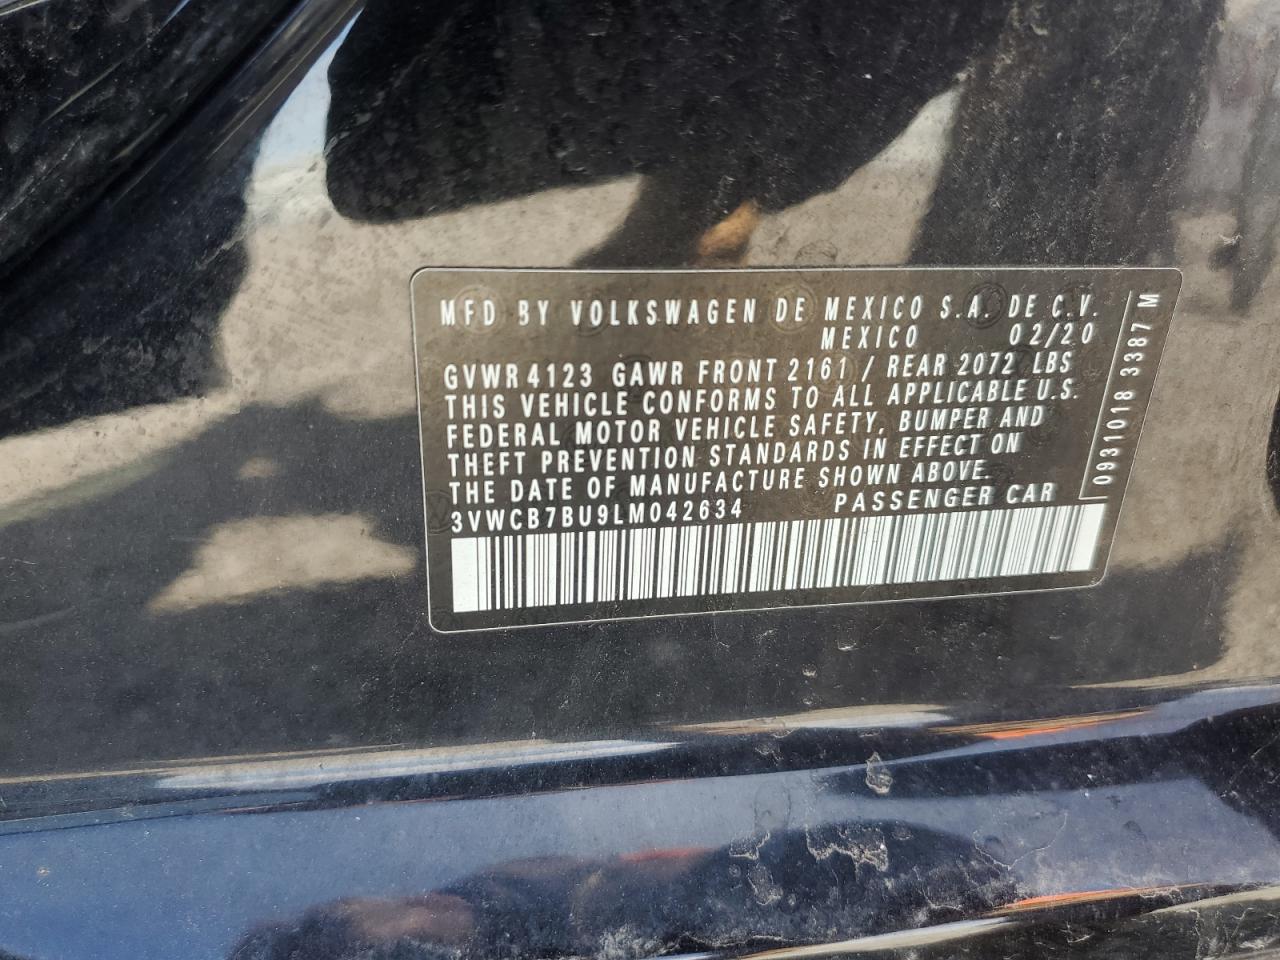 MFD BY VOLKSWAGEN DE MEXICO S.A. DE C.V.
MEXICO 02/20
GVWR 4123 GAWR FRONT 2161 / REAR 2072 LBS
THIS VEHICLE CONFORMS TO ALL APPLICABLE U.S.
FEDERAL MOTOR VEHICLE SAFETY, BUMPER AND
THEFT PREVENTION STANDARDS IN EFFECT ON
THE DATE OF MANUFACTURE SHOWN ABOVE.
3VWCB7BU9LM042634 PASSENGER CAR
0931018 3387 M